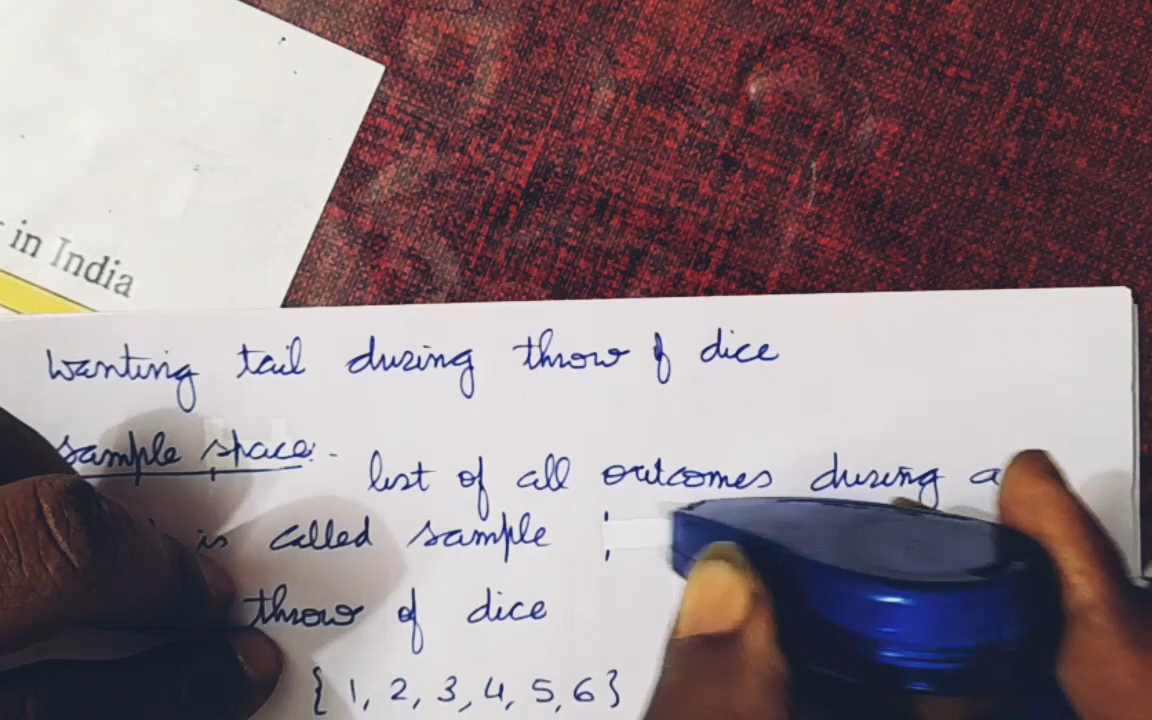 in India
Wanting tail during throw of dice
Sample space:-
list of all outcomes during a
is called sample
throw of dice
{1, 2, 3, 4, 5, 6}